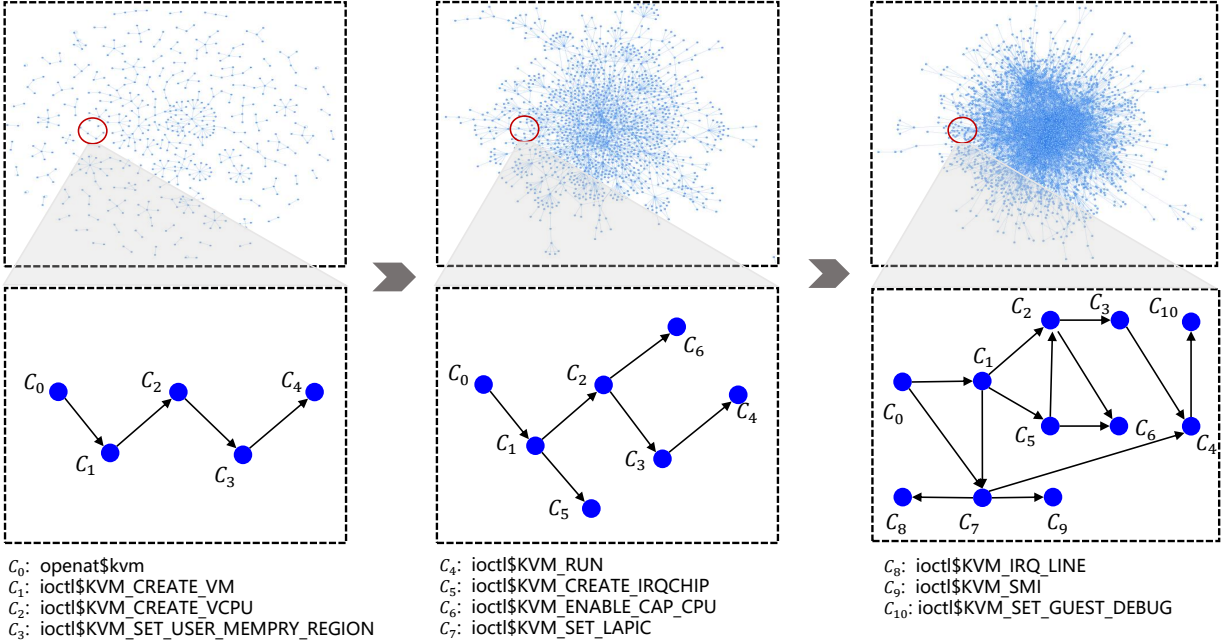 C0
C2
C4
C1
C3
C6
C0
C2
C4
C1
C3
C5
C2
C3
C10
C1
C0
C5
C6
C4
C8
C7
C9
C0: openat$kvm
C1: ioctl$KVM_CREATE_VM
C2: ioctl$KVM_CREATE_VCPU
C3: ioctl$KVM_SET_USER_MEMPRY_REGION
C4: ioctl$KVM_RUN
C5: ioctl$KVM_CREATE_IRQCHIP
C6: ioctl$KVM_ENABLE_CAP_CPU
C7: ioctl$KVM_SET_LAPIC
C8: ioctl$KVM_IRQ_LINE
C9: ioctl$KVM_SMI
C10: ioctl$KVM_SET_GUEST_DEBUG